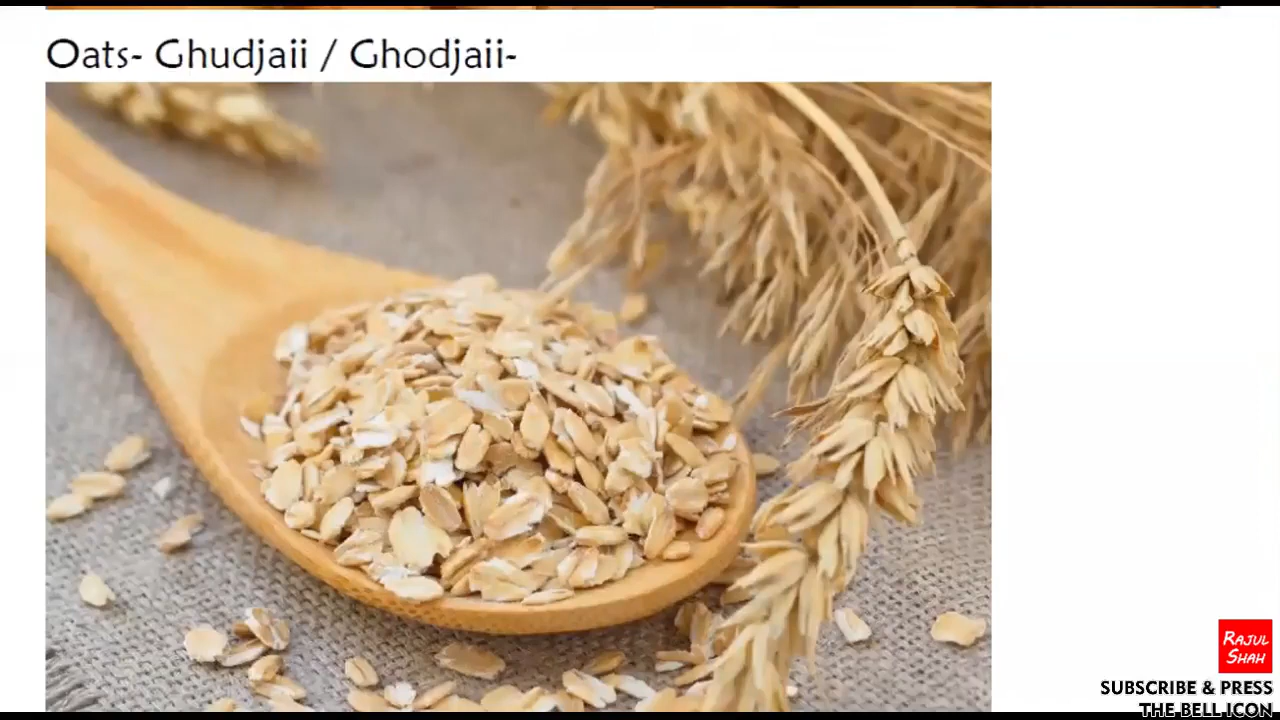 Oats- Ghudjaii / Ghodjaii-
RAJUL
SHAH
SUBSCRIBE & PRESS
THE BELL ICON